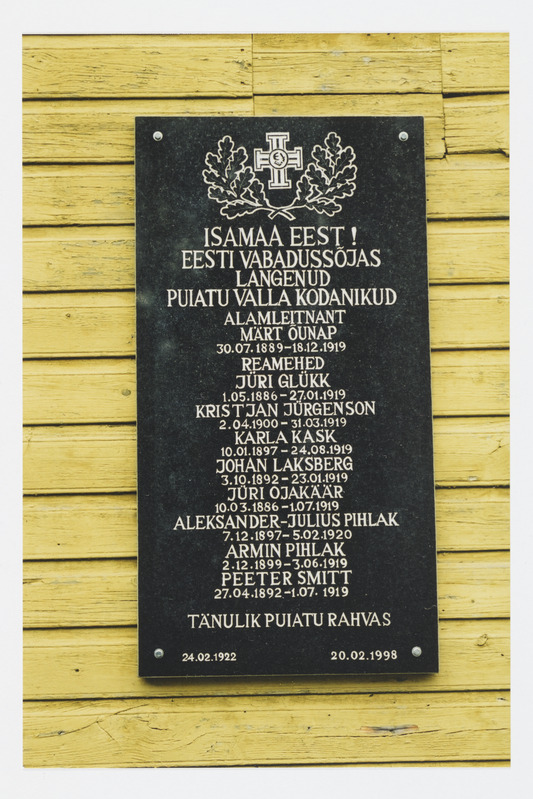 ISAMAA EEST!
EESTI VABADUSSÕJAS
LANGENUD
PUIATU VALLA KODANIKUD
ALAMLEITNANT
MÄRT ÕUNAP
30.07.1889-18.12.1919
REAMEHED
JÜRI GLÜKK
1.05.1886-27.01.1919
KRISTJAN JÜRGENSON
2.04.1900-31.03.1919
KARLA KASK
10.01.1897-24.08.1919
JOHAN LAKSBERG
3.10.1892-23.01.1919
JÜRI OJAKÄÄR
10.03.1886-1.07.1919
ALEKSANDER-JULIUS PIHLAK
7.12.1897-5.02.1920
ARMIN PIHLAK
2.12.1899-3.06.1919
PEETER SMITT
27.04.1892-1.07.1919
TÄNULIK PUIATU RAHVAS
24.02.1922 20.02.1998